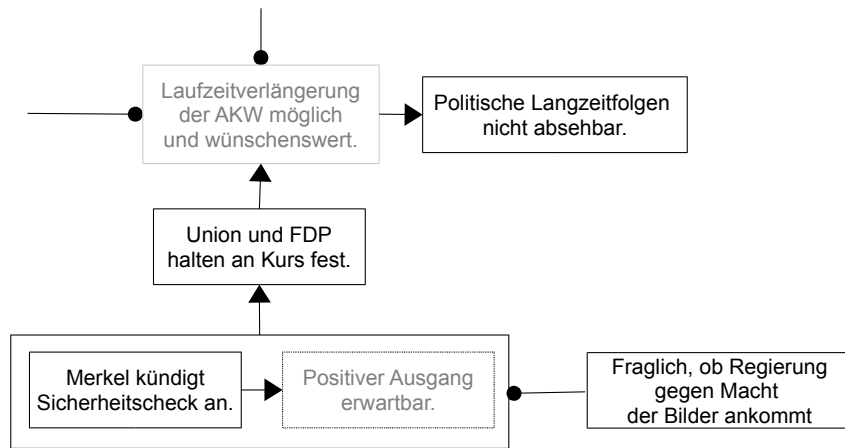 Laufzeitverlängerung
der AKW möglich
und wünschenswert.
Politische Langzeitfolgen
nicht absehbar.
Union und FDP
halten an Kurs fest.
Merkel kündigt
Sicherheitscheck an.
Positiver Ausgang
erwartbar.
Fraglich, ob Regierung
gegen Macht
der Bilder ankommt